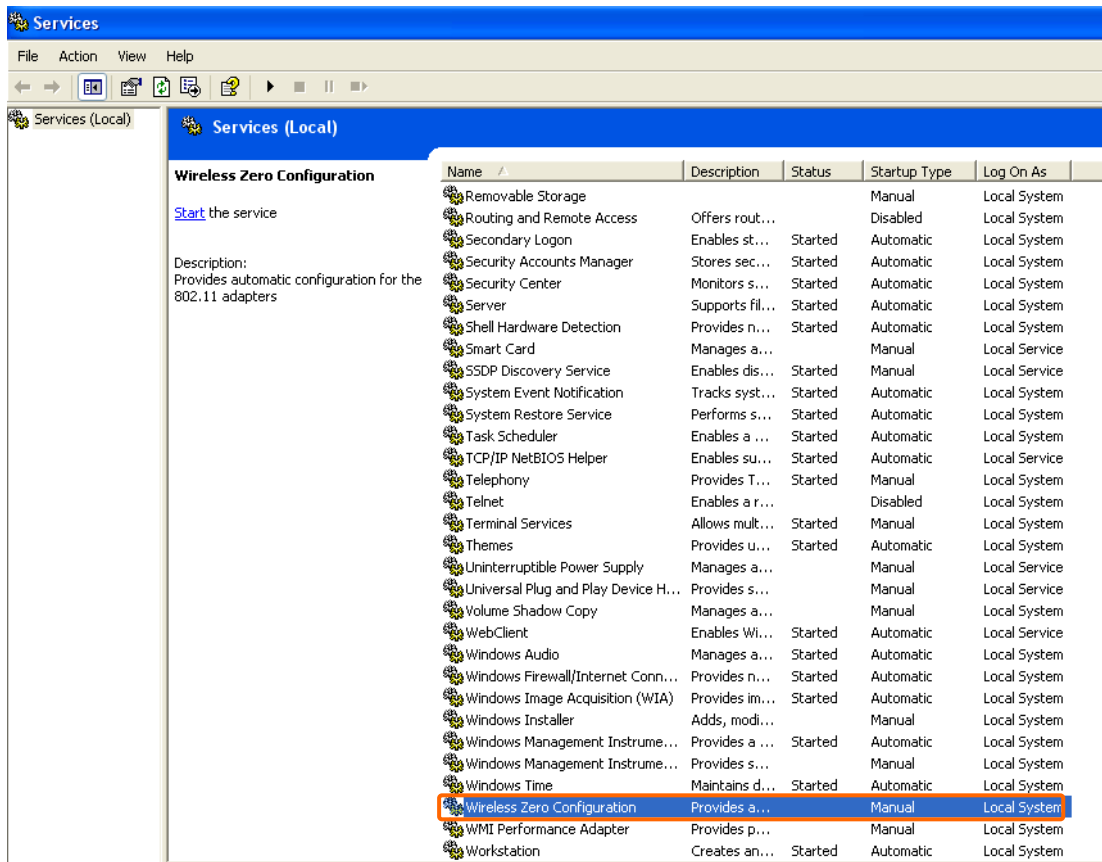 Services
File Action View Help
Services (Local)
Services (Local)
Wireless Zero Configuration
Start the service
Description:
Provides automatic configuration for the
802.11 adapters
Name Description Status Startup Type Log On As
Removable Storage Manual Local System
Routing and Remote Access Offers rout... Disabled Local System
Secondary Logon Enables st... Started Automatic Local System
Security Accounts Manager Stores sec... Started Automatic Local System
Security Center Monitors s... Started Automatic Local System
Server Supports fil... Started Automatic Local System
Shell Hardware Detection Provides n... Started Automatic Local System
Smart Card Manages a... Manual Local Service
SSDP Discovery Service Enables dis... Started Manual Local Service
System Event Notification Tracks syst... Started Automatic Local System
System Restore Service Performs s... Started Automatic Local System
Task Scheduler Enables a ... Started Automatic Local System
TCP/IP NetBIOS Helper Enables su... Started Automatic Local Service
Telephony Provides T... Started Manual Local System
Telnet Enables a r... Disabled Local System
Terminal Services Allows mult... Started Manual Local System
Themes Provides u... Started Automatic Local System
Uninterruptible Power Supply Manages a... Manual Local Service
Universal Plug and Play Device H... Provides s... Manual Local Service
Volume Shadow Copy Manages a... Manual Local System
WebClient Enables Wi... Started Automatic Local Service
Windows Audio Manages a... Started Automatic Local System
Windows Firewall/Internet Conn... Provides n... Started Automatic Local System
Windows Image Acquisition (WIA) Provides im... Started Automatic Local System
Windows Installer Adds, modi... Manual Local System
Windows Management Instrume... Provides a ... Started Automatic Local System
Windows Management Instrume... Provides s... Manual Local System
Windows Time Maintains d... Started Automatic Local System
Wireless Zero Configuration Provides a... Manual Local System
WMI Performance Adapter Provides p... Manual Local System
Workstation Creates an... Started Automatic Local System